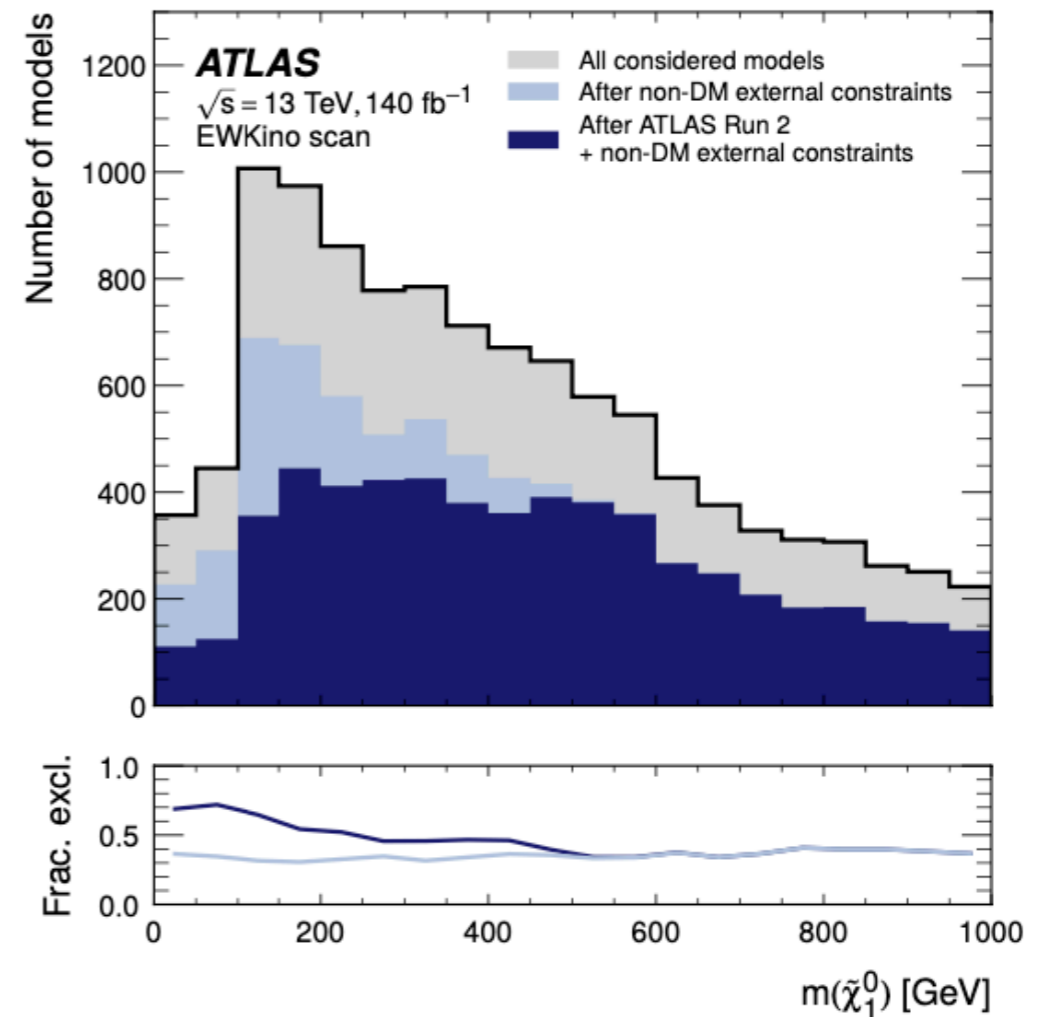 Number of models
1200
1000
800
600
400
200
0
ATLAS
√s = 13 TeV, 140 fb⁻¹
EWKino scan
All considered models
After non-DM external constraints
After ATLAS Run 2
+ non-DM external constraints
Frac. excl.
1.0
0.5
0.0
0 200 400 600 800 1000
m(χ̃⁰₁) [GeV]